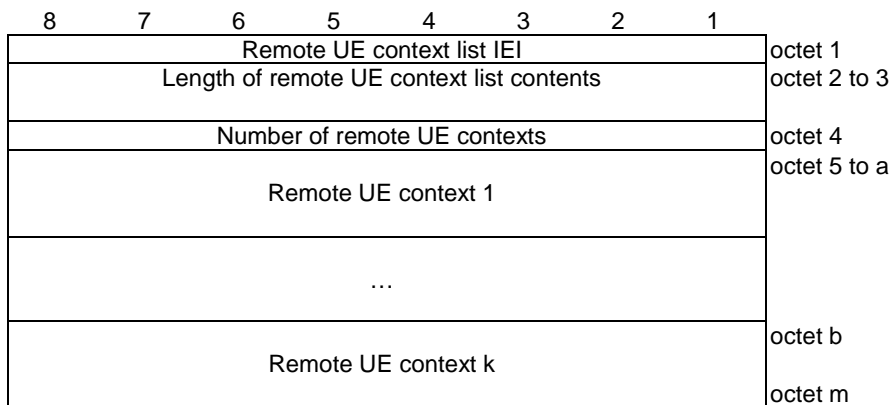 8 7 6 5 4 3 2 1
Remote UE context list IEI octet 1
Length of remote UE context list contents octet 2 to 3
Number of remote UE contexts octet 4
octet 5 to a
Remote UE context 1
…
octet b
Remote UE context k
octet m